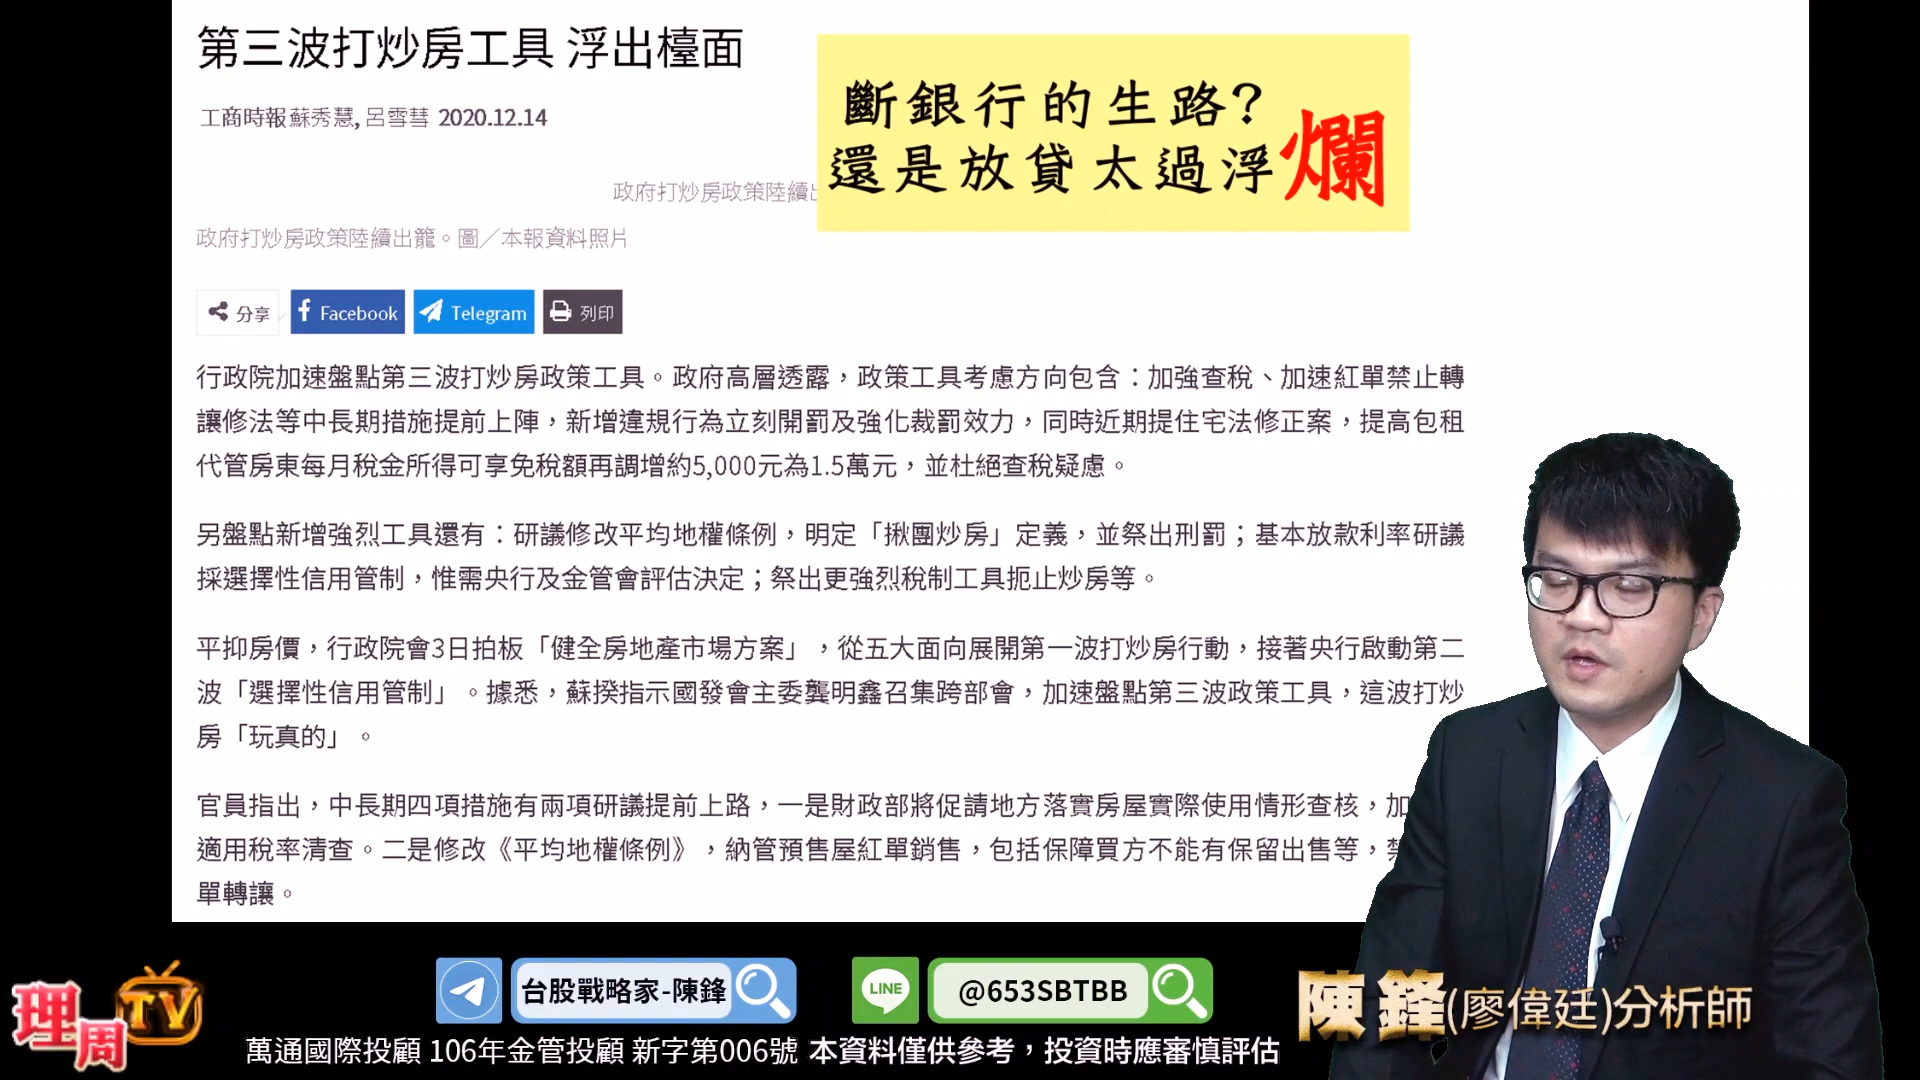 第三波打炒房工具 浮出檯面
工商時報 蘇秀慧, 呂雪彗 2020.12.14
斷銀行的生路?
還是放貸太過浮爛
政府打炒房政策陸續
政府打炒房政策陸續出籠。圖／本報資料照片
分享
Facebook
Telegram
列印
行政院加速盤點第三波打炒房政策工具。政府高層透露，政策工具考慮方向包含：加強查稅、加速紅單禁止轉
讓修法等中長期措施提前上陣，新增違規行為立刻開罰及強化裁罰效力，同時近期提住宅法修正案，提高包租
代管房東每月稅金所得可享免稅額再調增約5,000元為1.5萬元，並杜絕查稅疑慮。
另盤點新增強烈工具還有：研議修改平均地權條例，明定「揪團炒房」定義，並祭出刑罰；基本放款利率研議
採選擇性信用管制，惟需央行及金管會評估決定；祭出更強烈稅制工具扼止炒房等。
平抑房價，行政院會3日拍板「健全房地產市場方案」，從五大面向展開第一波打炒房行動，接著央行啟動第二
波「選擇性信用管制」。據悉，蘇揆指示國發會主委龔明鑫召集跨部會，加速盤點第三波政策工具，這波打炒
房「玩真的」。
官員指出，中長期四項措施有兩項研議提前上路，一是財政部將促請地方落實房屋實際使用情形查核，加
適用稅率清查。二是修改《平均地權條例》，納管預售屋紅單銷售，包括保障買方不能有保留出售等，
單轉讓。
理周TV
台股戰略家-陳鋒
LINE
@653SBTBB
陳鋒(廖偉廷)分析師
萬通國際投顧 106年金管投顧 新字第006號 本資料僅供參考，投資時應審慎評估